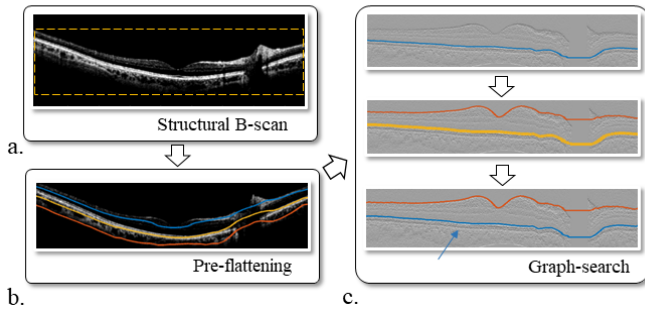 Structural B-scan
a.
Pre-flattening
b.
Graph-search
c.